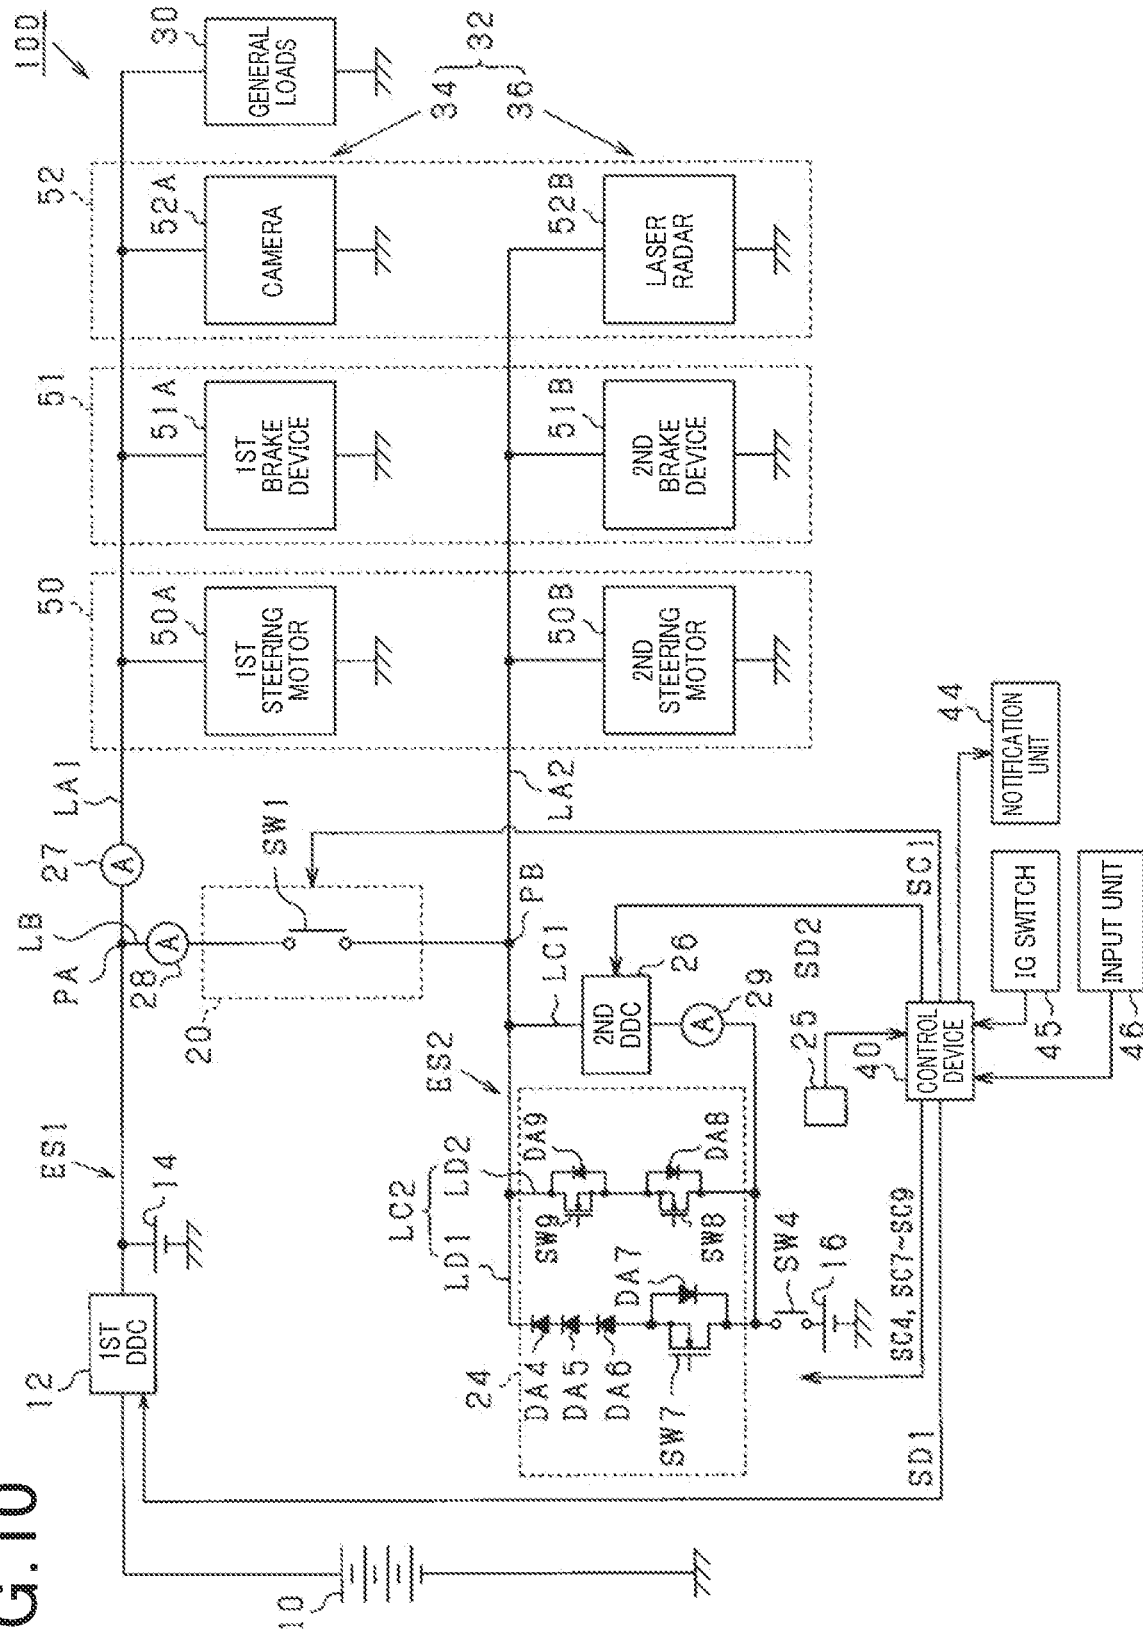 G.10
100
30
GENERAL
LOADS
32
34
36
52
52A
CAMERA
52B
LASER
RADAR
51
51A
1ST
BRAKE
DEVICE
51B
2ND
BRAKE
DEVICE
50
50A
1ST
STEERING
MOTOR
50B
2ND
STEERING
MOTOR
LA1
27
A
LB
PA
28
A
SW1
20
LA2
PB
LC1
26
2ND
DDC
A
29
ES2
ES1
14
12
1ST
DDC
10
LC2
LD1
LD2
DA9
SW9
DA8
SW8
DA7
SW7
DA4
DA5
DA6
24
SW4
16
SC4, SC7~SC9
SD1
SD2
SC1
25
40
CONTROL
DEVICE
44
NOTIFICATION
UNIT
IG SWITCH
45
INPUT UNIT
46